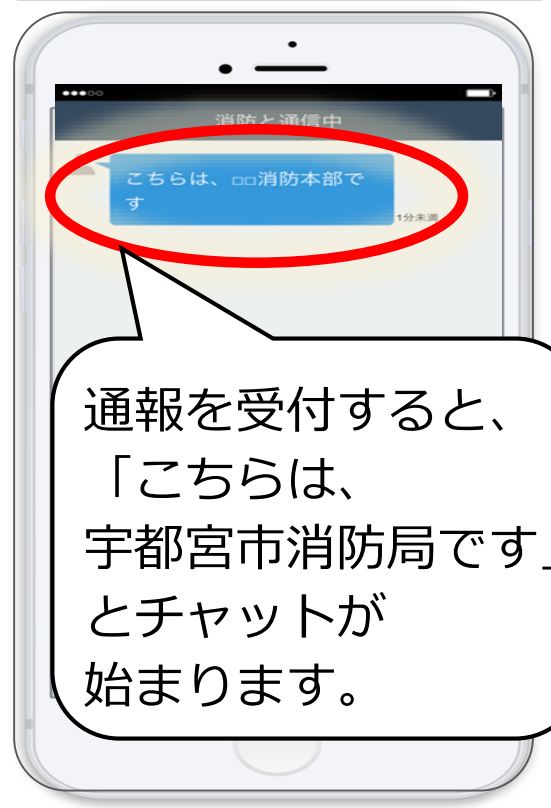 消防と通信中
こちらは、□□消防本部で
す
1分未満
通報を受付すると、
「こちらは、
宇都宮市消防局です」
とチャットが
始まります。